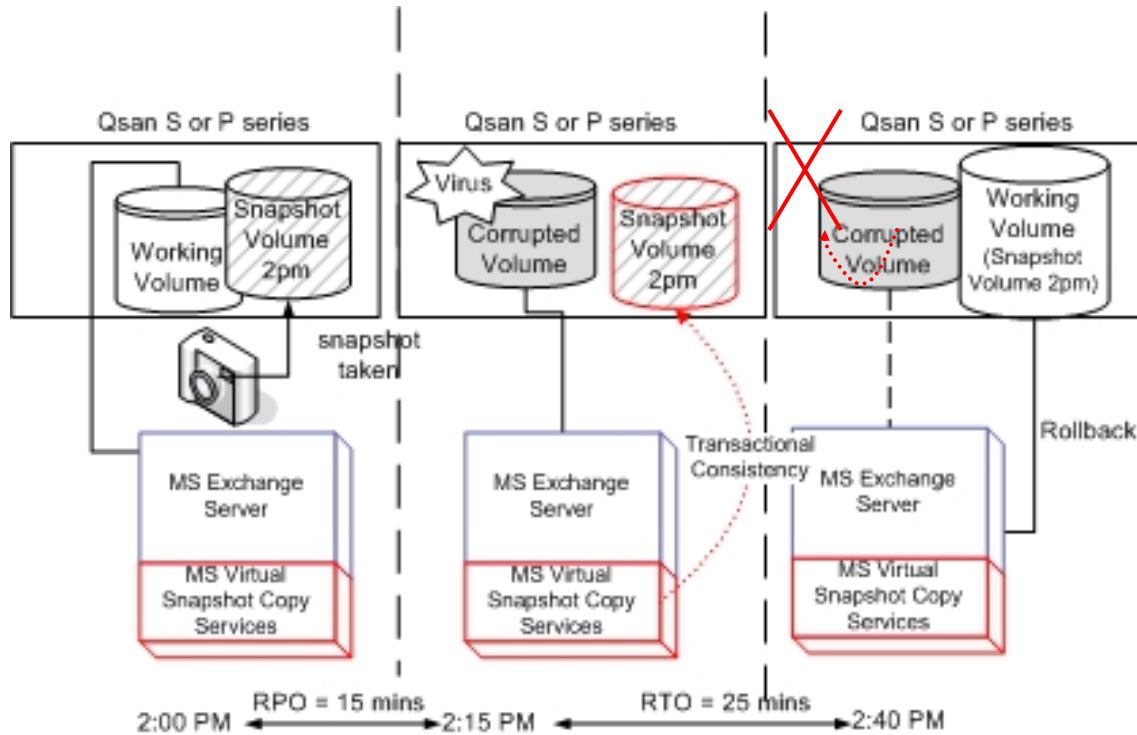 Qsan S or P series
Snapshot
Volume
2pm
Working
Volume
snapshot
taken
MS Exchange
Server
MS Virtual
Snapshot Copy
Services
Qsan S or P series
Virus
Corrupted
Volume
Snapshot
Volume
2pm
Transactional
Consistency
MS Exchange
Server
MS Virtual
Snapshot Copy
Services
Qsan S or P series
Corrupted
Volume
Working
Volume
(Snapshot
Volume 2pm)
Rollback
MS Exchange
Server
MS Virtual
Snapshot Copy
Services
RPO = 15 mins
RTO = 25 mins
2:00 PM
2:15 PM
2:40 PM